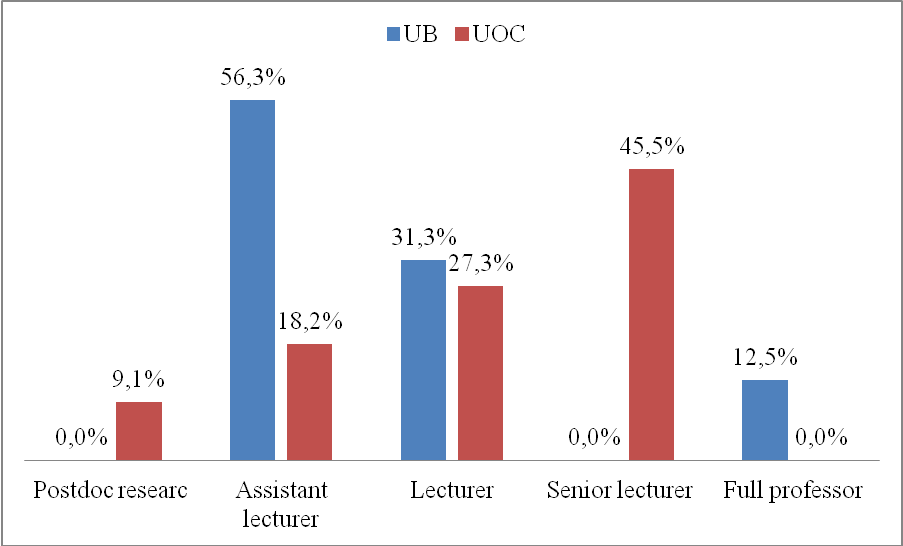 UB UOC
56,3%
45,5%
31,3%
27,3%
18,2%
12,5%
9,1%
0,0%
0,0%
0,0%
Postdoc researc
Assistant
lecturer
Lecturer
Senior lecturer
Full professor